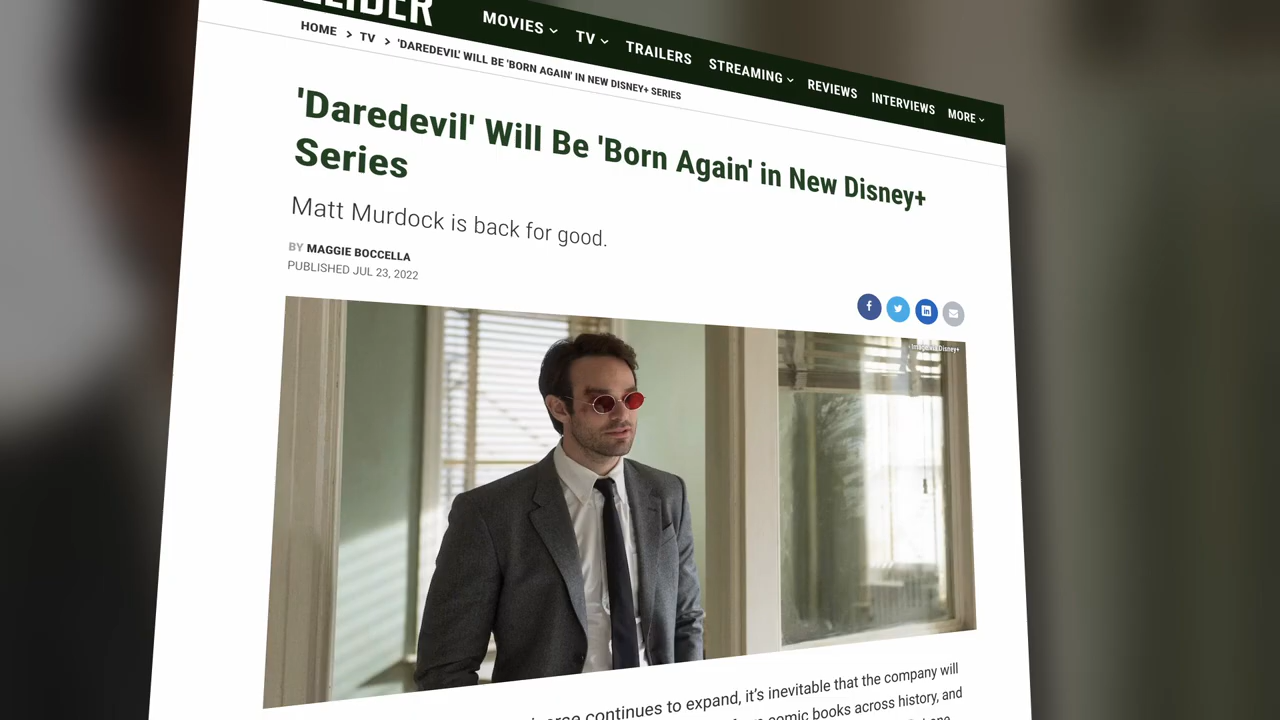 MOVIES TV TRAILERS STREAMING REVIEWS INTERVIEWS MORE
HOME > TV > 'DAREDEVIL' WILL BE 'BORN AGAIN' IN NEW DISNEY+ SERIES
'Daredevil' Will Be 'Born Again' in New Disney+
Series
Matt Murdock is back for good.
BY MAGGIE BOCCELLA
PUBLISHED JUL 23, 2022
Disney+
continues to expand, it's inevitable that the company will
comic books across history, and